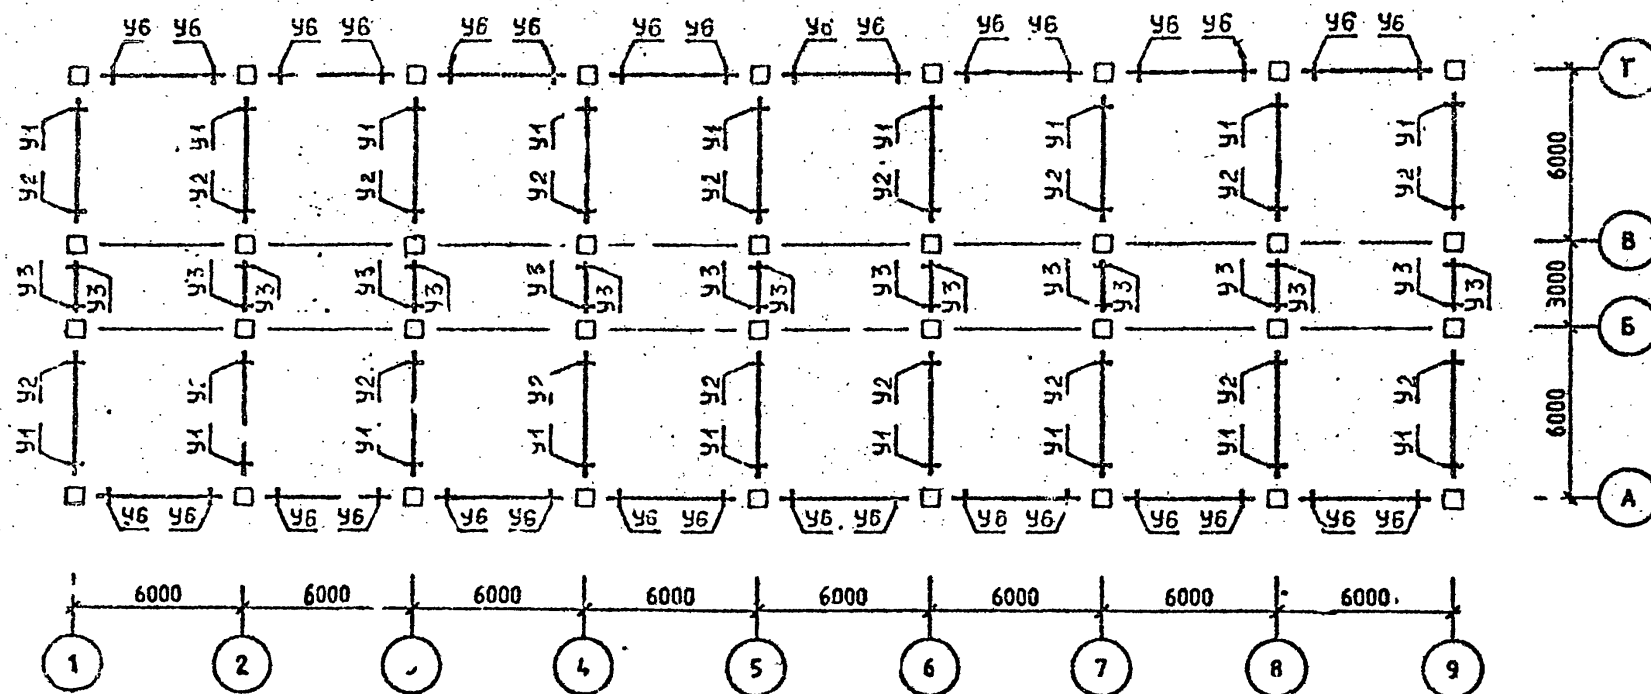 У6 У6 У6 У6 У6 У6 У6 У6 У6 У6 У6 У6 У6 У6 У6
Г
У1 У1 У1 У1 У1 У1 У1 У1 У1
6000
У2 У2 У2 У2 У2 У2 У2 У2 У2
В
У3 У3 У3 У3 У3 У3 У3 У3 У3 У3 У3 У3 У3 У3 У3 У3 У3 У3
3000
Б
У2 У2 У2 У2 У2 У2 У2 У2
6000
У1 У1 У1 У1 У1 У1 У1 У1 У1
А
У6 У6 У6 У6 У6 У6 У6 У6 У6 У6 У6 У6 У6 У6 У6 У6
6000 6000 6000 6000 6000 6000 6000 6000
1 2 4 5 6 7 8 9